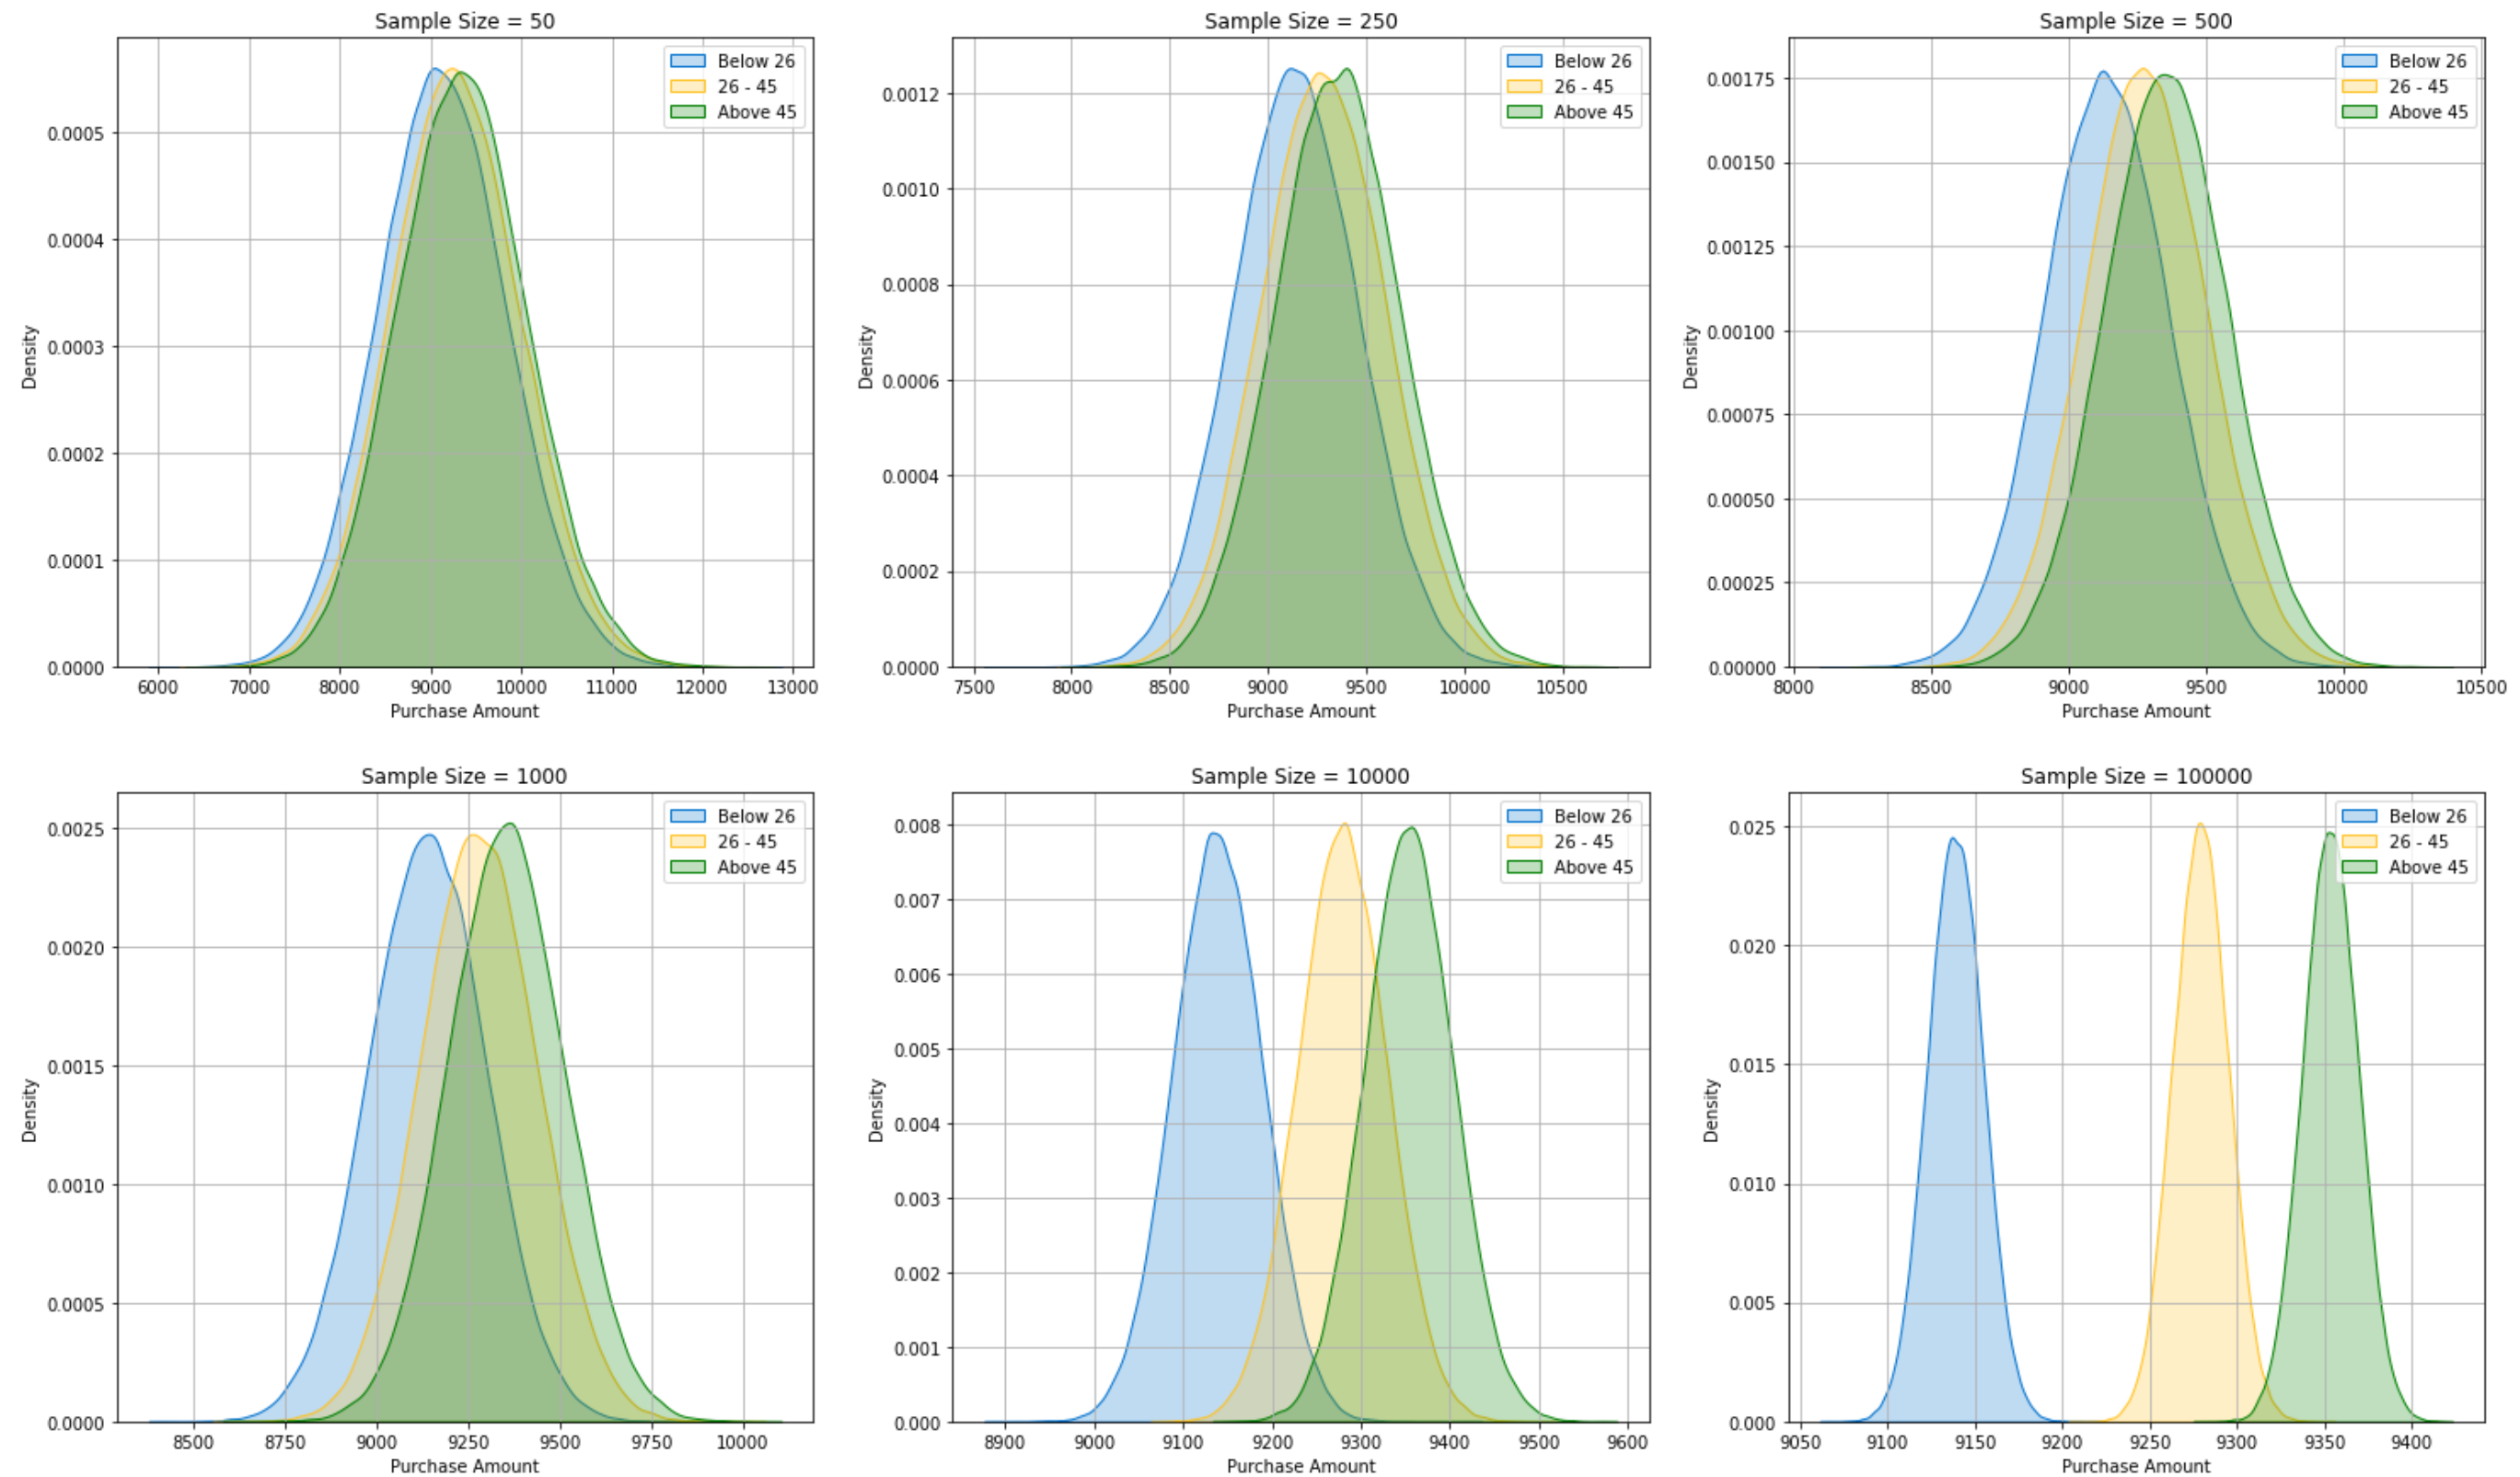 Sample Size = 50
Below 26
26 - 45
Above 45
0.0005
0.0004
0.0003
0.0002
0.0001
0.0000
Density
6000 7000 8000 9000 10000 11000 12000 13000
Purchase Amount
Sample Size = 250
Below 26
26 - 45
Above 45
0.0012
0.0010
0.0008
0.0006
0.0004
0.0002
0.0000
Density
7500 8000 8500 9000 9500 10000 10500
Purchase Amount
Sample Size = 500
Below 26
26 - 45
Above 45
0.00175
0.00150
0.00125
0.00100
0.00075
0.00050
0.00025
0.00000
Density
8000 8500 9000 9500 10000 10500
Purchase Amount
Sample Size = 1000
Below 26
26 - 45
Above 45
0.0025
0.0020
0.0015
0.0010
0.0005
0.0000
Density
8500 8750 9000 9250 9500 9750 10000
Purchase Amount
Sample Size = 10000
Below 26
26 - 45
Above 45
0.008
0.007
0.006
0.005
0.004
0.003
0.002
0.001
0.000
Density
8900 9000 9100 9200 9300 9400 9500 9600
Purchase Amount
Sample Size = 100000
Below 26
26 - 45
Above 45
0.025
0.020
0.015
0.010
0.005
0.000
Density
9050 9100 9150 9200 9250 9300 9350 9400
Purchase Amount